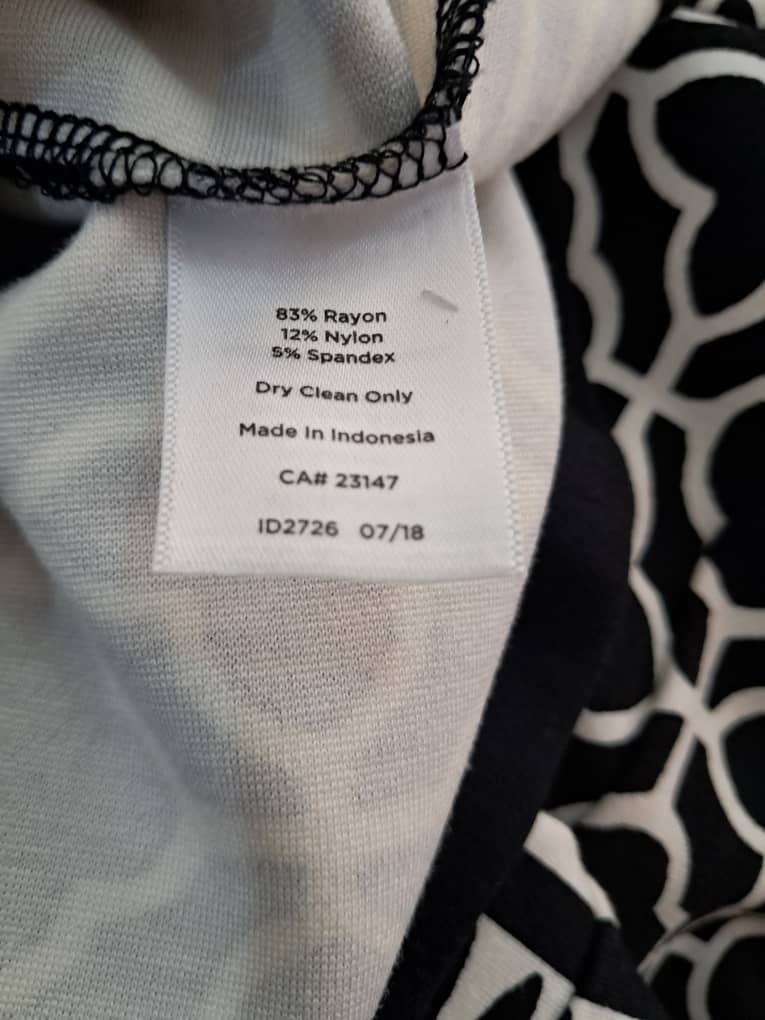 83% Rayon
12% Nylon
5% Spandex
Dry Clean Only
Made In Indonesia
CA# 23147
ID2726 07/18